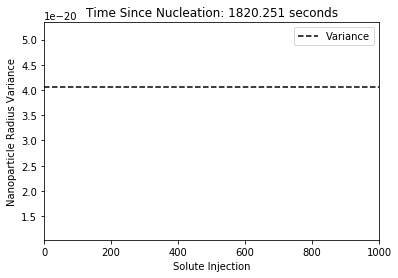 1e−20
Time Since Nucleation: 1820.251 seconds
Variance
Nanoparticle Radius Variance
5.0
4.5
4.0
3.5
3.0
2.5
2.0
1.5
0 200 400 600 800 1000
Solute Injection